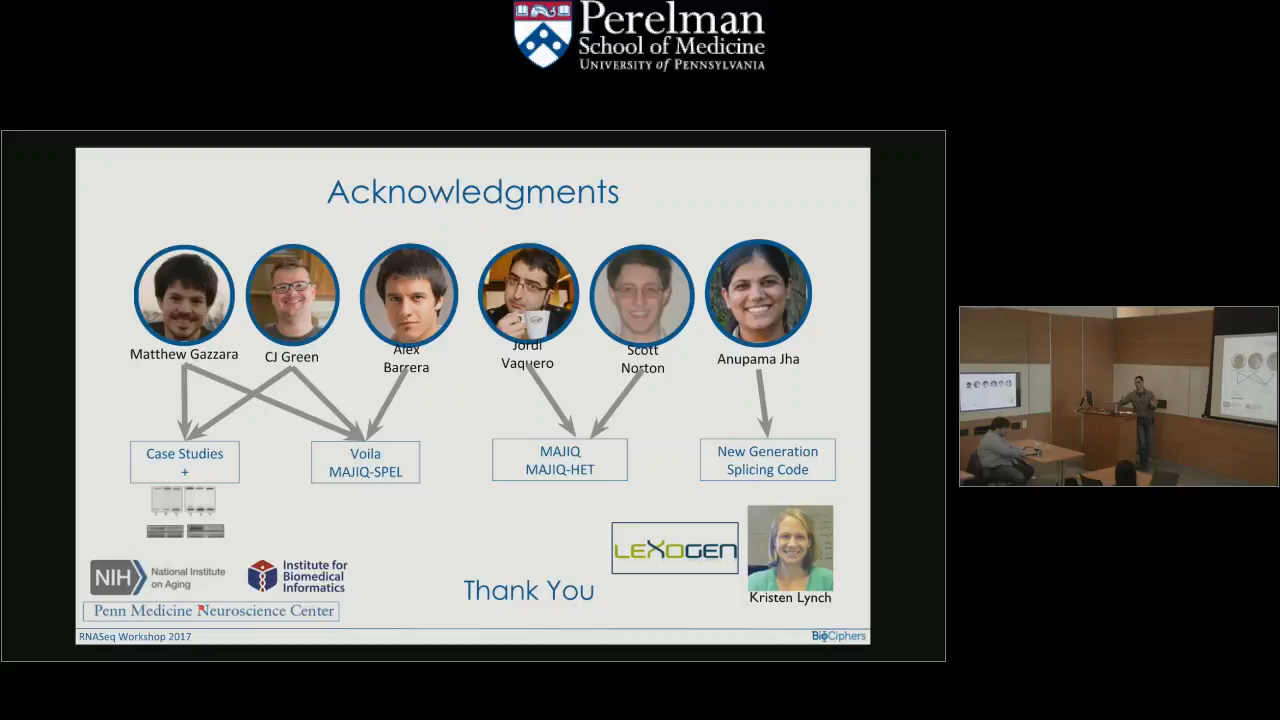 Perelman
School of Medicine
UNIVERSITY of PENNSYLVANIA
Acknowledgments
Matthew Gazzara
CJ Green
Alex
Barrera
Jordi
Vaquero
Scott
Norton
Anupama Jha
Case Studies
+
Voila
MAJIQ-SPEL
MAJIQ
MAJIQ-HET
New Generation
Splicing Code
LEXOGEN
Kristen Lynch
NIH
National Institute
on Aging
Institute for
Biomedical
Informatics
Penn Medicine Neuroscience Center
Thank You
RNASeq Workshop 2017
BioCiphers